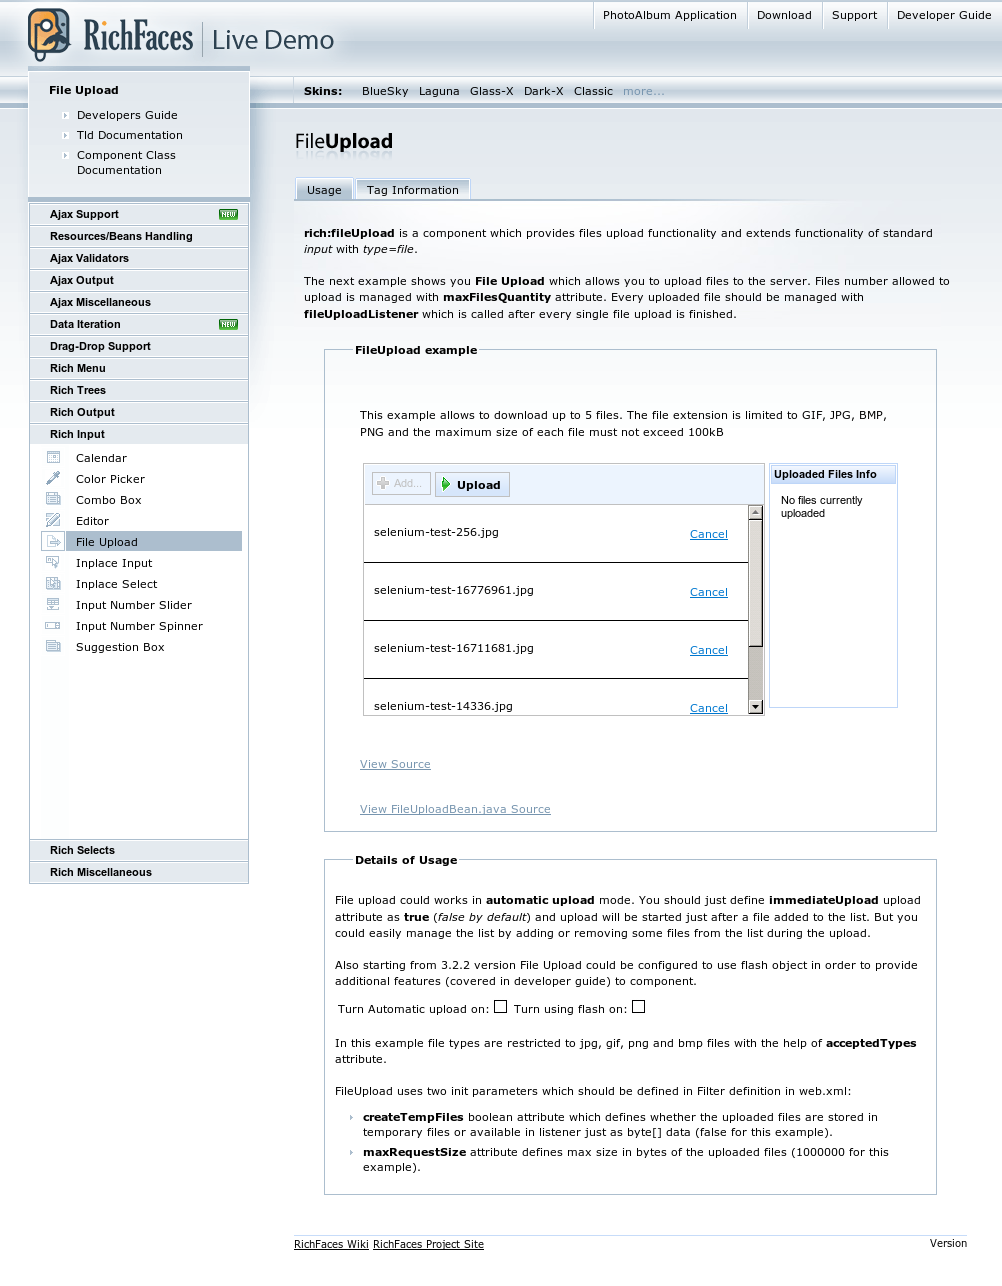 PhotoAlbum Application Download Support Developer Guide
RichFaces Live Demo
Skins: BlueSky Laguna Glass-X Dark-X Classic more...
File Upload
Developers Guide
Tld Documentation
Component Class
Documentation
Ajax Support NEW
Resources/Beans Handling
Ajax Validators
Ajax Output
Ajax Miscellaneous
Data Iteration NEW
Drag-Drop Support
Rich Menu
Rich Trees
Rich Output
Rich Input
Calendar
Color Picker
Combo Box
Editor
File Upload
Inplace Input
Inplace Select
Input Number Slider
Input Number Spinner
Suggestion Box
Rich Selects
Rich Miscellaneous
FileUpload
Usage Tag Information
rich:fileUpload is a component which provides files upload functionality and extends functionality of standard
input with type=file.
The next example shows you File Upload which allows you to upload files to the server. Files number allowed to
upload is managed with maxFilesQuantity attribute. Every uploaded file should be managed with
fileUploadListener which is called after every single file upload is finished.
FileUpload example
This example allows to download up to 5 files. The file extension is limited to GIF, JPG, BMP,
PNG and the maximum size of each file must not exceed 100kB
Add... Upload
selenium-test-256.jpg Cancel
selenium-test-16776961.jpg Cancel
selenium-test-16711681.jpg Cancel
selenium-test-14336.jpg Cancel
Uploaded Files Info
No files currently
uploaded
View Source
View FileUploadBean.java Source
Details of Usage
File upload could works in automatic upload mode. You should just define immediateUpload upload
attribute as true (false by default) and upload will be started just after a file added to the list. But you
could easily manage the list by adding or removing some files from the list during the upload.
Also starting from 3.2.2 version File Upload could be configured to use flash object in order to provide
additional features (covered in developer guide) to component.
Turn Automatic upload on: Turn using flash on:
In this example file types are restricted to jpg, gif, png and bmp files with the help of acceptedTypes
attribute.
FileUpload uses two init parameters which should be defined in Filter definition in web.xml:
createTempFiles boolean attribute which defines whether the uploaded files are stored in
temporary files or available in listener just as byte[] data (false for this example).
maxRequestSize attribute defines max size in bytes of the uploaded files (1000000 for this
example).
RichFaces Wiki RichFaces Project Site Version